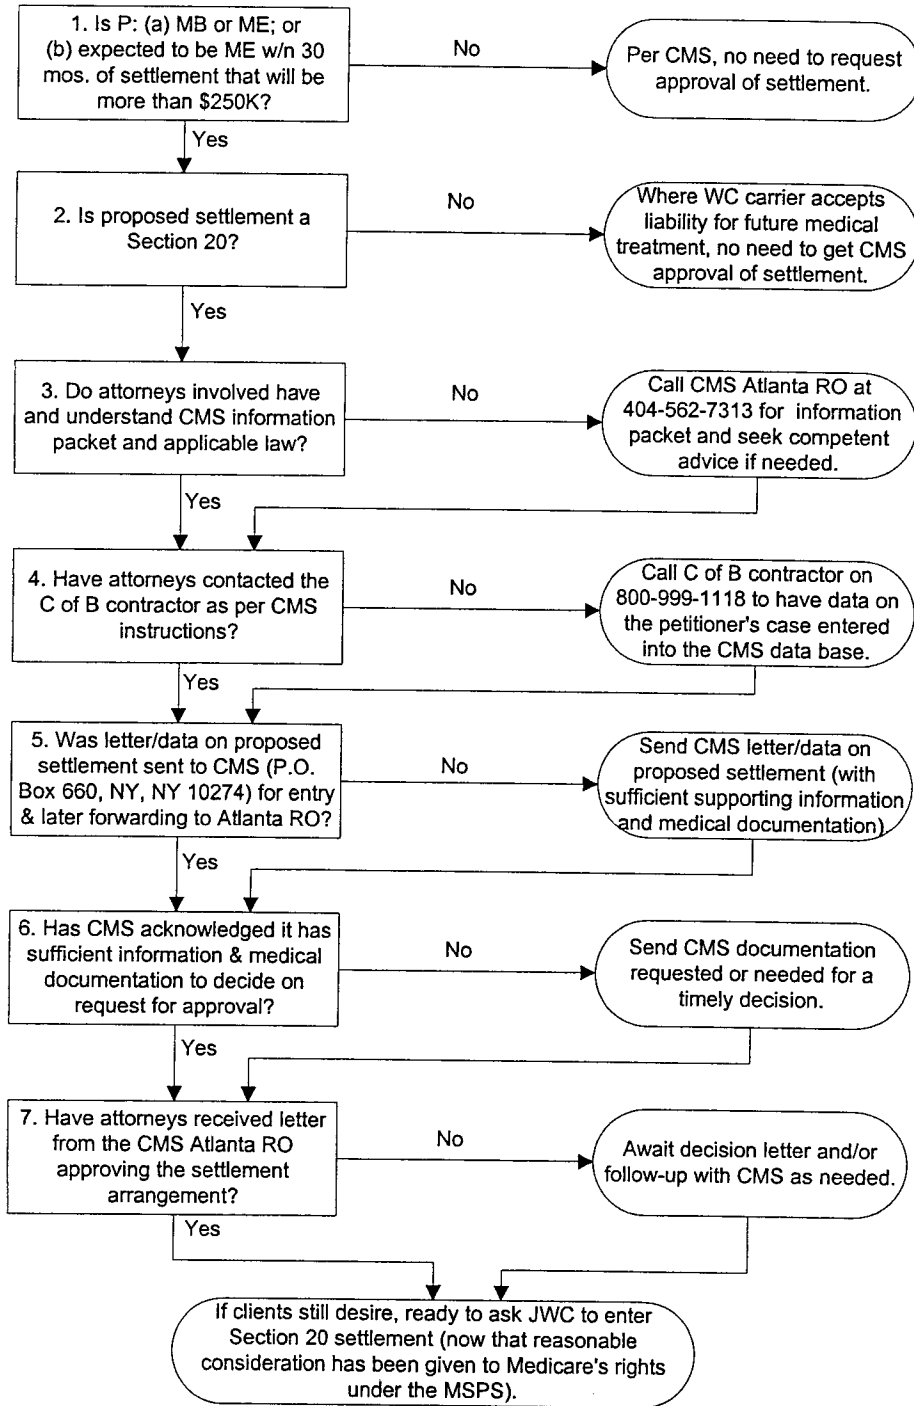 1. Is P: (a) MB or ME; or
(b) expected to be ME w/n 30
mos. of settlement that will be
more than $250K?
No
Per CMS, no need to request
approval of settlement.
Yes
2. Is proposed settlement a
Section 20?
No
Where WC carrier accepts
liability for future medical
treatment, no need to get CMS
approval of settlement.
Yes
3. Do attorneys involved have
and understand CMS information
packet and applicable law?
No
Call CMS Atlanta RO at
404-562-7313 for information
packet and seek competent
advice if needed.
Yes
4. Have attorneys contacted the
C of B contractor as per CMS
instructions?
No
Call C of B contractor on
800-999-1118 to have data on
the petitioner's case entered
into the CMS data base.
Yes
5. Was letter/data on proposed
settlement sent to CMS (P.O.
Box 660, NY, NY 10274) for entry
& later forwarding to Atlanta RO?
No
Send CMS letter/data on
proposed settlement (with
sufficient supporting information
and medical documentation)
Yes
6. Has CMS acknowledged it has
sufficient information & medical
documentation to decide on
request for approval?
No
Send CMS documentation
requested or needed for a
timely decision.
Yes
7. Have attorneys received letter
from the CMS Atlanta RO
approving the settlement
arrangement?
No
Await decision letter and/or
follow-up with CMS as needed.
Yes
If clients still desire, ready to ask JWC to enter
Section 20 settlement (now that reasonable
consideration has been given to Medicare's rights
under the MSPS).